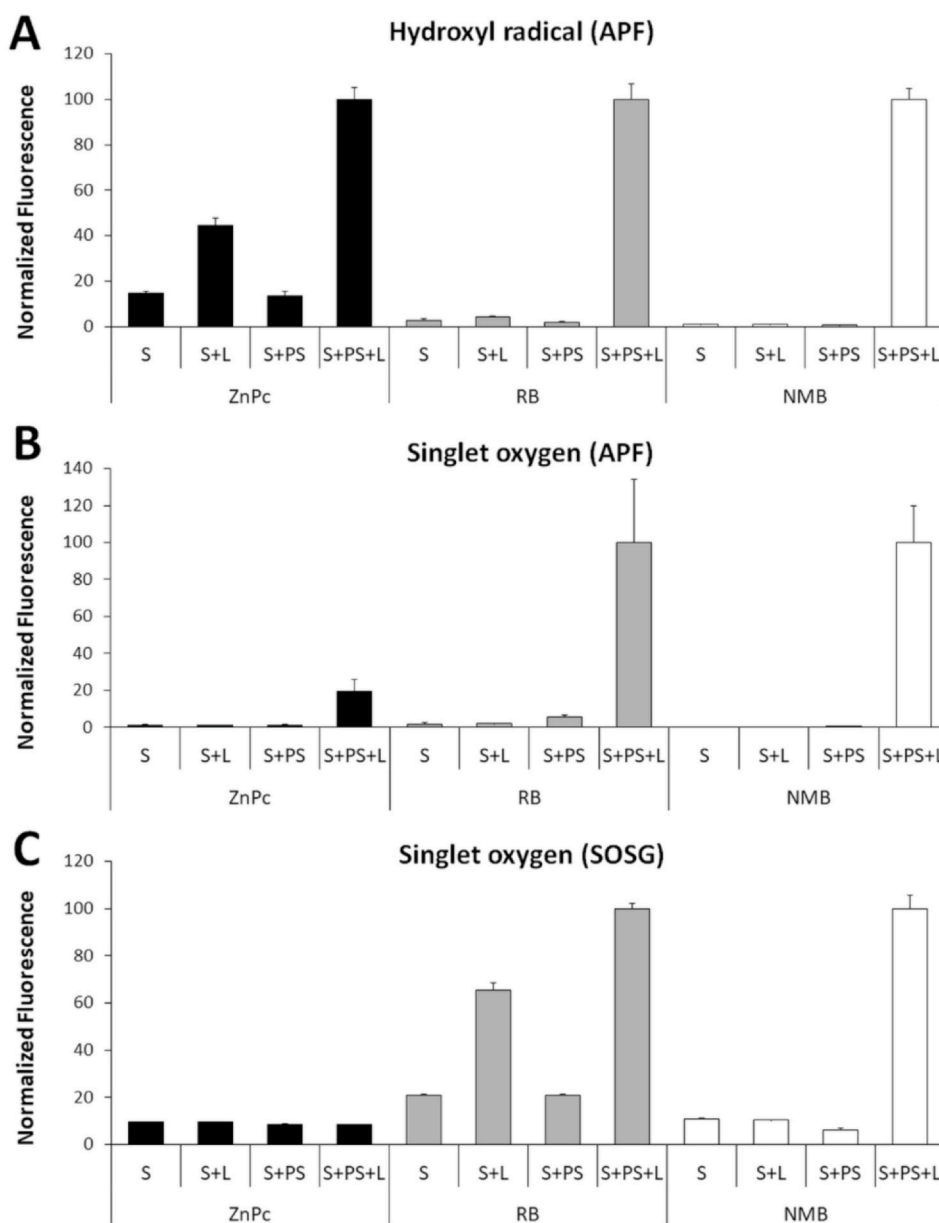 A
Hydroxyl radical (APF)
Normalized Fluorescence
120
100
80
60
40
20
0
S S+L S+PS S+PS+L S S+L S+PS S+PS+L S S+L S+PS S+PS+L
ZnPc RB NMB
B
Singlet oxygen (APF)
Normalized Fluorescence
140
120
100
80
60
40
20
0
S S+L S+PS S+PS+L S S+L S+PS S+PS+L S S+L S+PS S+PS+L
ZnPc RB NMB
C
Singlet oxygen (SOSG)
Normalized Fluorescence
120
100
80
60
40
20
0
S S+L S+PS S+PS+L S S+L S+PS S+PS+L S S+L S+PS S+PS+L
ZnPc RB NMB